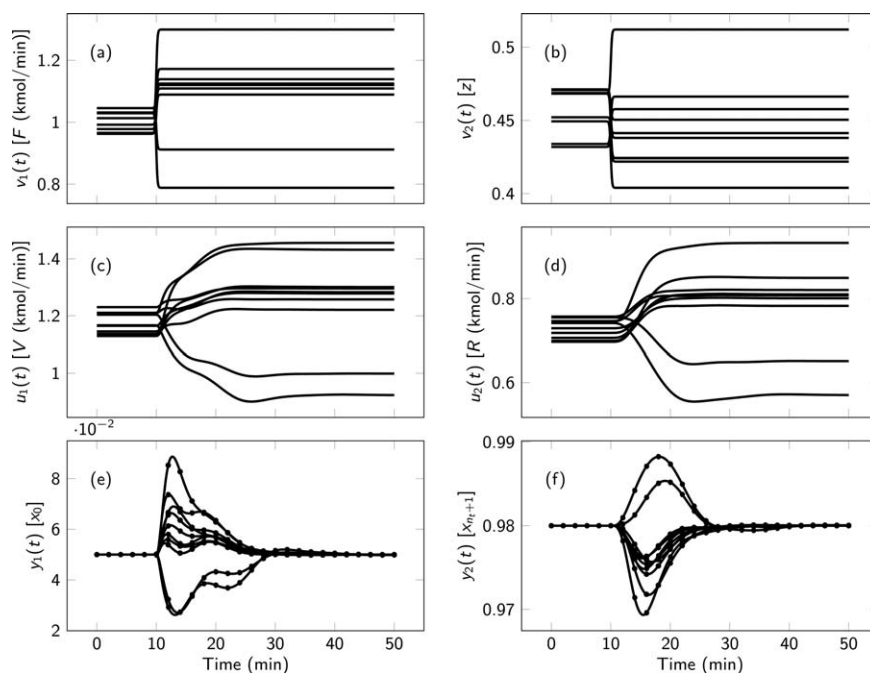 (a)
v₁(t) [F (kmol/min)]
1.2
1
0.8
(b)
v₂(t) [z]
0.5
0.45
0.4
(c)
u₁(t) [V (kmol/min)]
1.4
1.2
1
(d)
u₂(t) [R (kmol/min)]
0.8
0.6
·10⁻²
(e)
y₁(t) [x₀]
8
6
4
2
0 10 20 30 40 50
Time (min)
(f)
y₂(t) [xₙₜ₊₁]
0.99
0.98
0.97
0 10 20 30 40 50
Time (min)